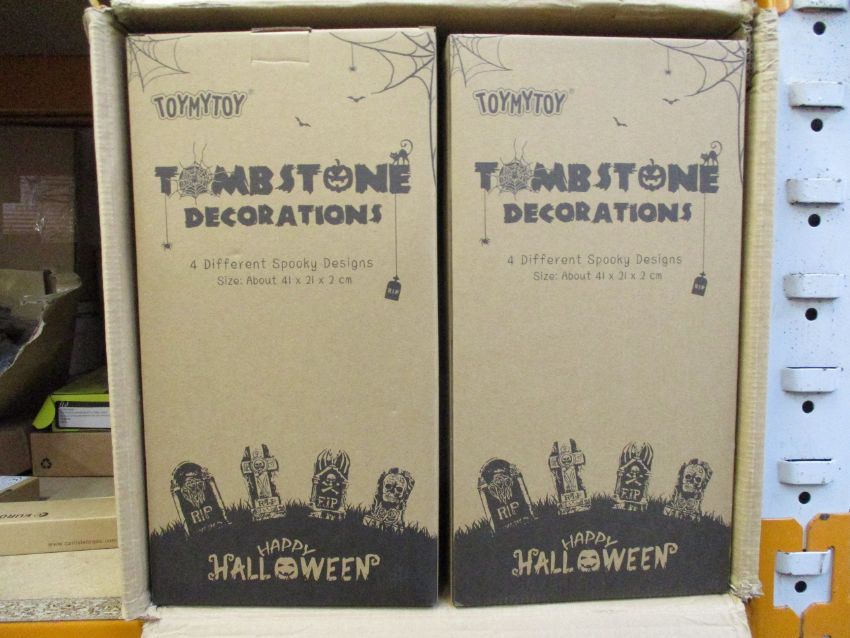 TOYMYTOY®
TOMBSTONE
DECORATIONS
4 Different Spooky Designs
Size: About 41 x 21 x 2 cm
RIP
RIP
RIP
R.I.P
HAPPY
HALLOWEEN
TOYMYTOY®
TOMBSTONE
DECORATIONS
4 Different Spooky Designs
Size: About 41 x 21 x 2 cm
RIP
RIP
RIP
R.I.P
HAPPY
HALLOWEEN
EURO